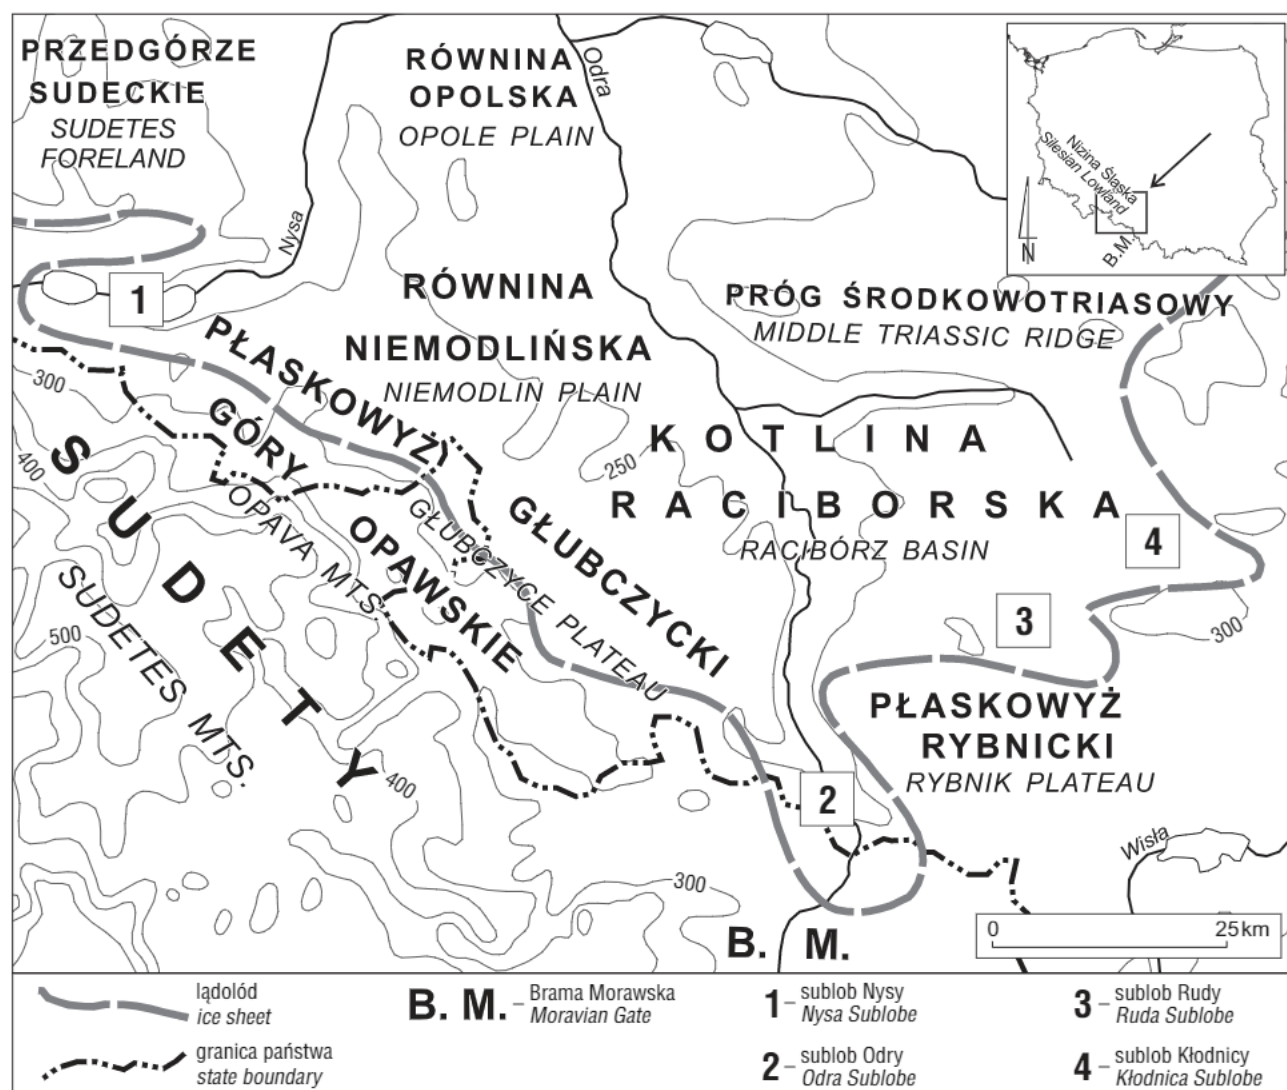 PRZEDGÓRZE
SUDECKIE
SUDETES
FORELAND
RÓWNINA
OPOLSKA
OPOLE PLAIN
Odra
Nizina Śląska
Silesian Lowland
B.M.
N
Nysa
1
RÓWNINA
NIEMODLIŃSKA
NIEMODLIN PLAIN
PRÓG ŚRODKOWOTRIASOWY
MIDDLE TRIASSIC RIDGE
PŁASKOWYŻ
GŁUBCZYCKI
GŁUBCZYCE PLATEAU
GÓRY
OPAWSKIE
OPAVA MTS.
300
400
250
KOTLINA
RACIBORSKA
RACIBÓRZ BASIN
4
3
300
SUDETY
SUDETES MTS.
500
400
PŁASKOWYŻ
RYBNICKI
RYBNIK PLATEAU
2
Wisła
300
B. M.
0 25 km
lądolód
ice sheet
granica państwa
state boundary
B. M. – Brama Morawska
Moravian Gate
1 – sublob Nysy
Nysa Sublobe
2 – sublob Odry
Odra Sublobe
3 – sublob Rudy
Ruda Sublobe
4 – sublob Kłodnicy
Kłodnica Sublobe